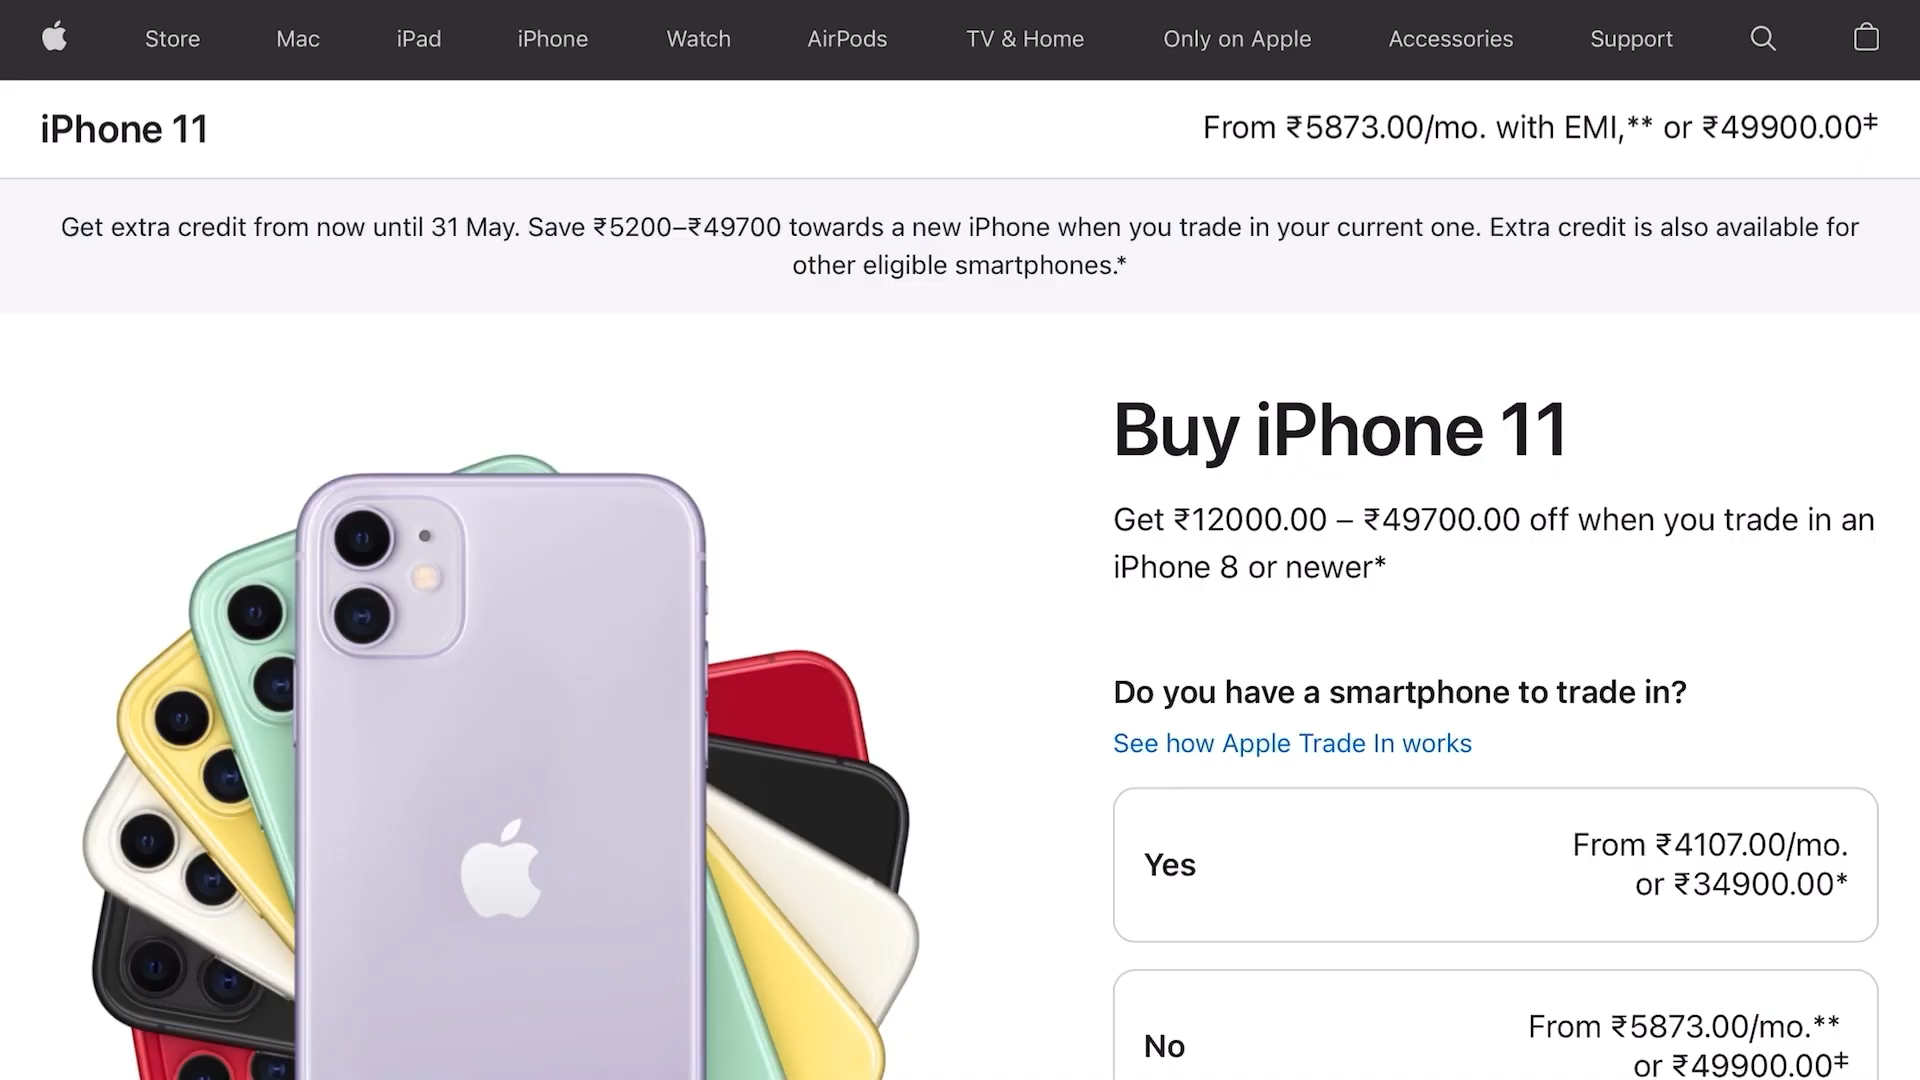 Store Mac iPad iPhone Watch AirPods TV & Home Only on Apple Accessories Support
iPhone 11
From ₹5873.00/mo. with EMI,** or ₹49900.00‡
Get extra credit from now until 31 May. Save ₹5200–₹49700 towards a new iPhone when you trade in your current one. Extra credit is also available for
other eligible smartphones.*
Buy iPhone 11
Get ₹12000.00 – ₹49700.00 off when you trade in an
iPhone 8 or newer*
Do you have a smartphone to trade in?
See how Apple Trade In works
Yes
From ₹4107.00/mo.
or ₹34900.00*
No
From ₹5873.00/mo.**
or ₹49900.00‡